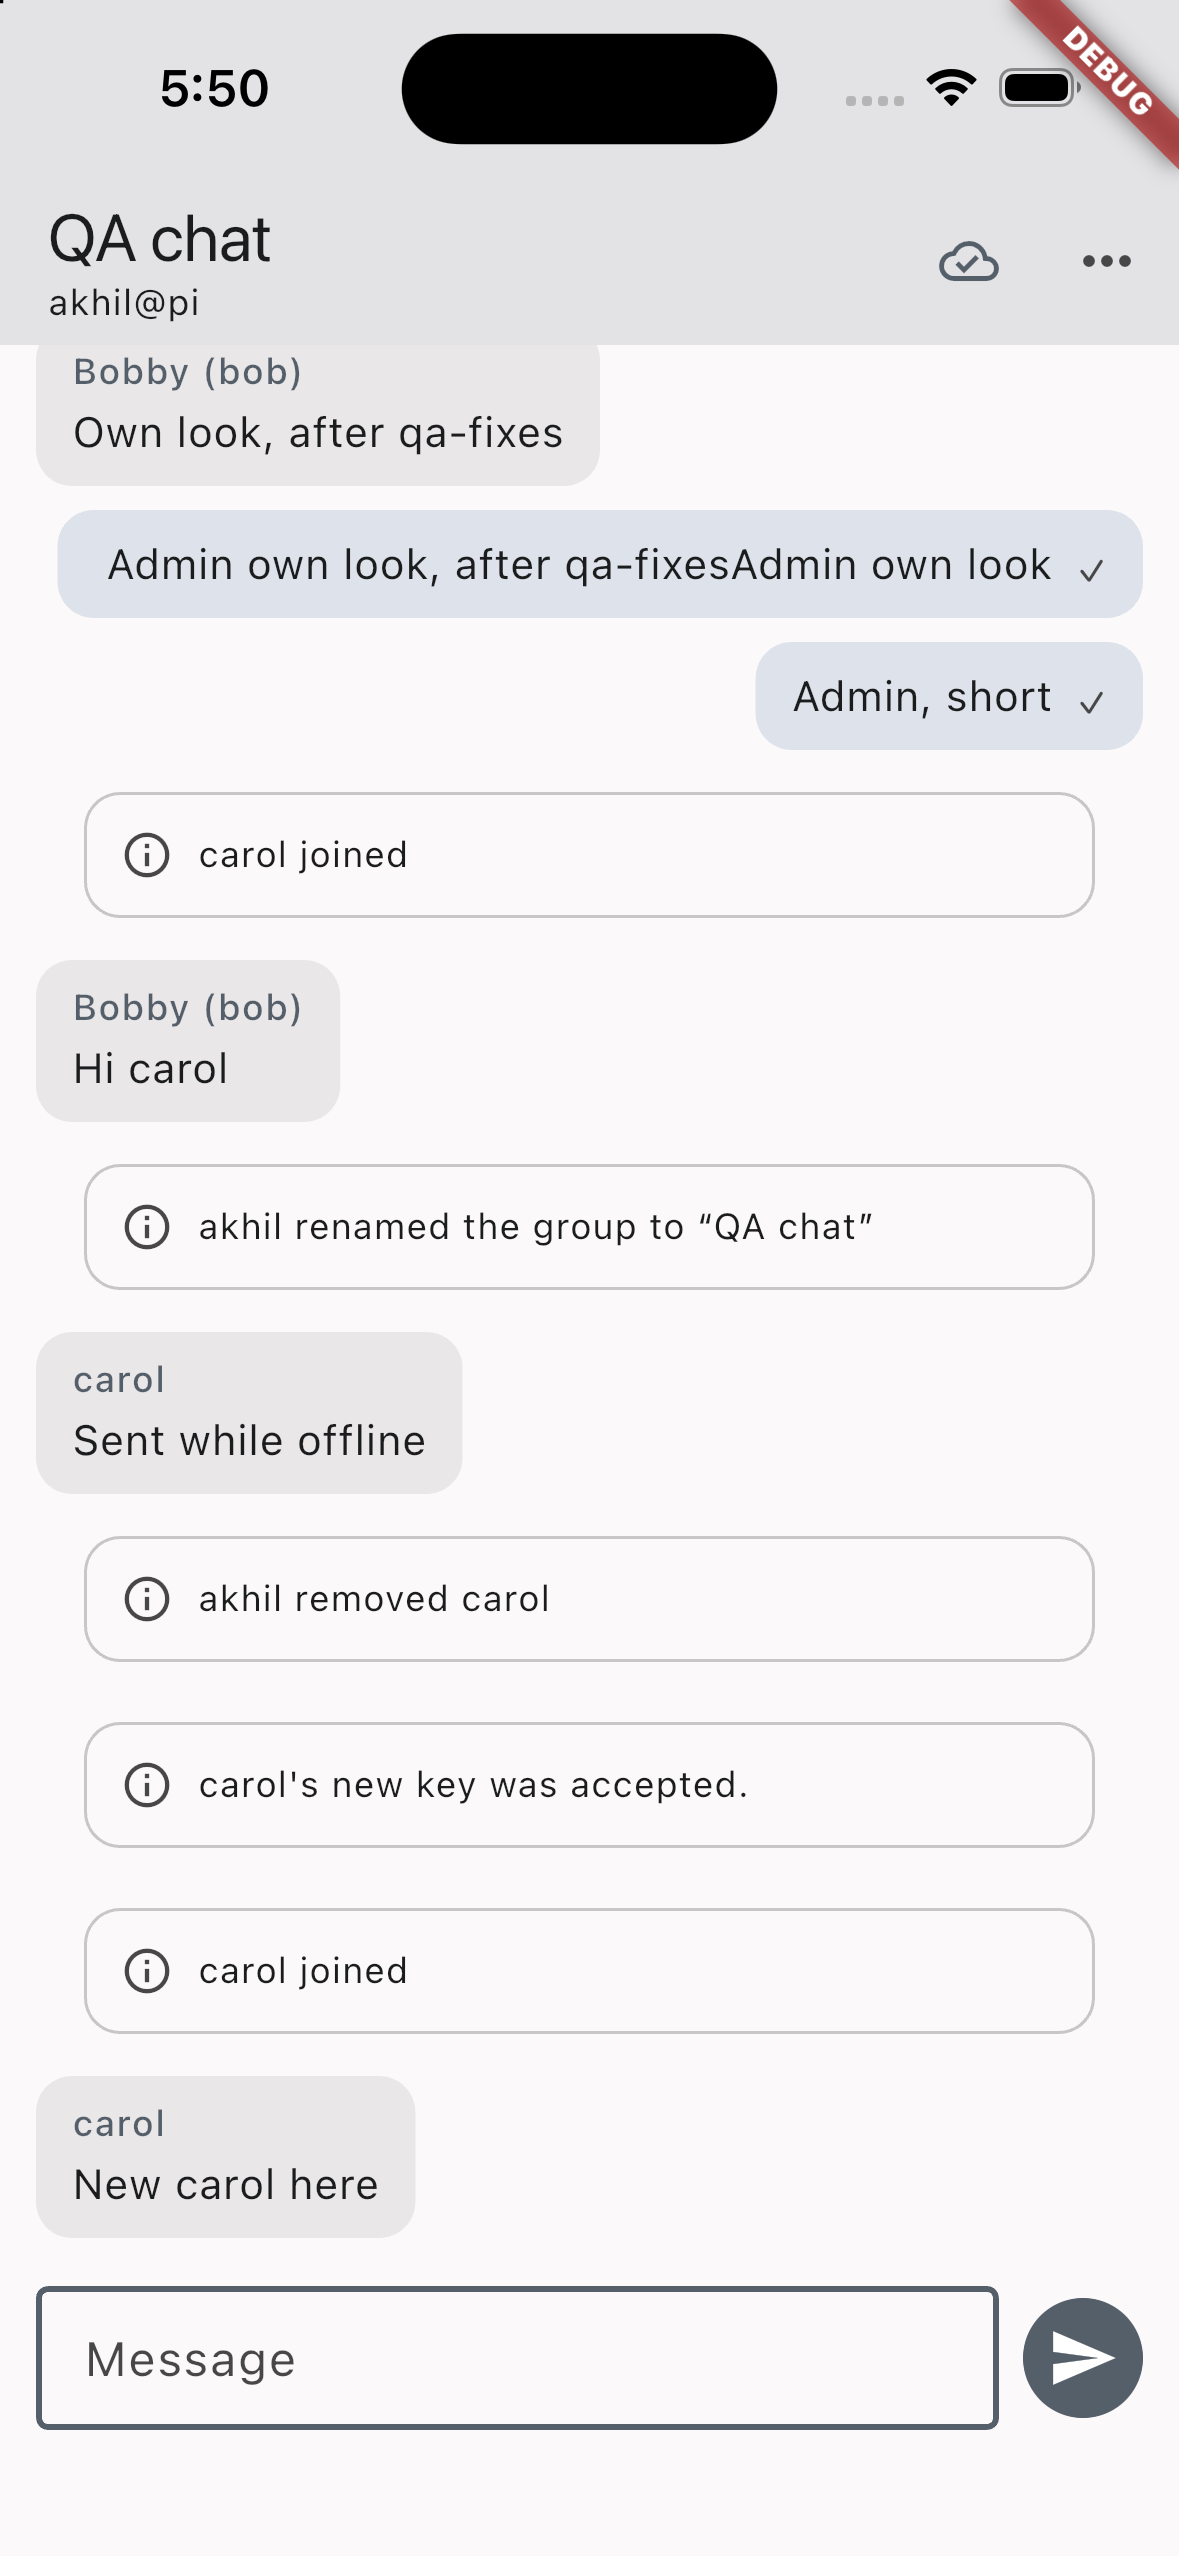 5:50
DEBUG
QA chat
akhil@pi
Bobby (bob)
Own look, after qa-fixes
Admin own look, after qa-fixesAdmin own look
Admin, short
carol joined
Bobby (bob)
Hi carol
akhil renamed the group to “QA chat”
carol
Sent while offline
akhil removed carol
carol's new key was accepted.
carol joined
carol
New carol here
Message